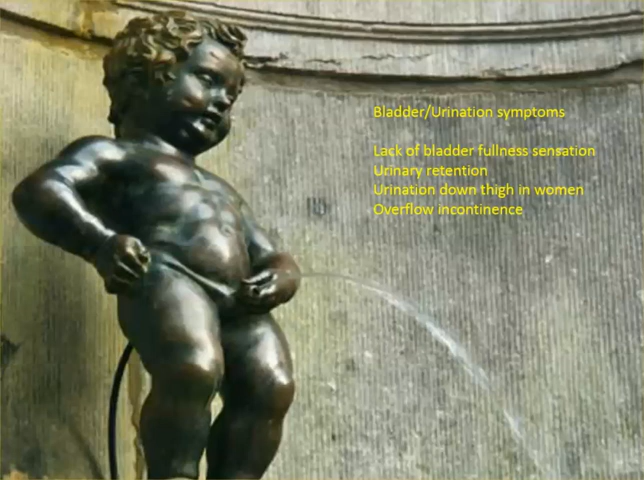 Bladder/Urination symptoms
Lack of bladder fullness sensation
Urinary retention
Urination down thigh in women
Overflow incontinence